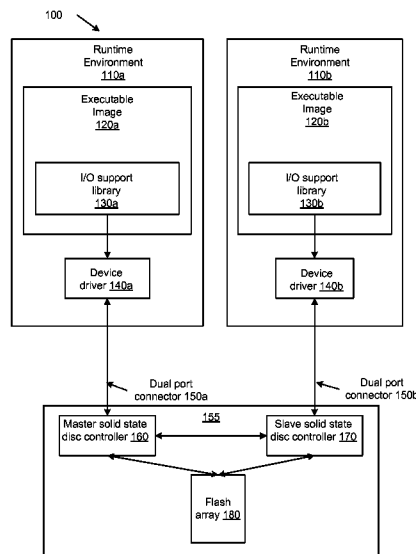 100
Runtime
Environment
110a
Executable
Image
120a
I/O support
library
130a
Device
driver 140a
Runtime
Environment
110b
Executable
Image
120b
I/O support
library
130b
Device
driver 140b
Dual port
connector 150a
Dual port
connector 150b
155
Master solid state
disc controller 160
Slave solid state
disc controller 170
Flash
array 180